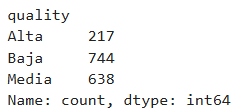 quality
Alta     217
Baja     744
Media    638
Name: count, dtype: int64